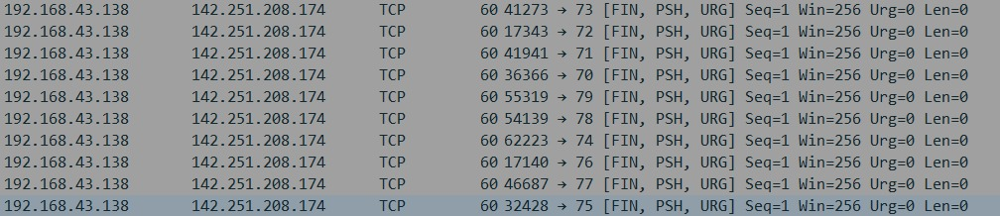 192.168.43.138 142.251.208.174 TCP 60 41273 → 73 [FIN, PSH, URG] Seq=1 Win=256 Urg=0 Len=0
192.168.43.138 142.251.208.174 TCP 60 17343 → 72 [FIN, PSH, URG] Seq=1 Win=256 Urg=0 Len=0
192.168.43.138 142.251.208.174 TCP 60 41941 → 71 [FIN, PSH, URG] Seq=1 Win=256 Urg=0 Len=0
192.168.43.138 142.251.208.174 TCP 60 36366 → 70 [FIN, PSH, URG] Seq=1 Win=256 Urg=0 Len=0
192.168.43.138 142.251.208.174 TCP 60 55319 → 79 [FIN, PSH, URG] Seq=1 Win=256 Urg=0 Len=0
192.168.43.138 142.251.208.174 TCP 60 54139 → 78 [FIN, PSH, URG] Seq=1 Win=256 Urg=0 Len=0
192.168.43.138 142.251.208.174 TCP 60 62223 → 74 [FIN, PSH, URG] Seq=1 Win=256 Urg=0 Len=0
192.168.43.138 142.251.208.174 TCP 60 17140 → 76 [FIN, PSH, URG] Seq=1 Win=256 Urg=0 Len=0
192.168.43.138 142.251.208.174 TCP 60 46687 → 77 [FIN, PSH, URG] Seq=1 Win=256 Urg=0 Len=0
192.168.43.138 142.251.208.174 TCP 60 32428 → 75 [FIN, PSH, URG] Seq=1 Win=256 Urg=0 Len=0